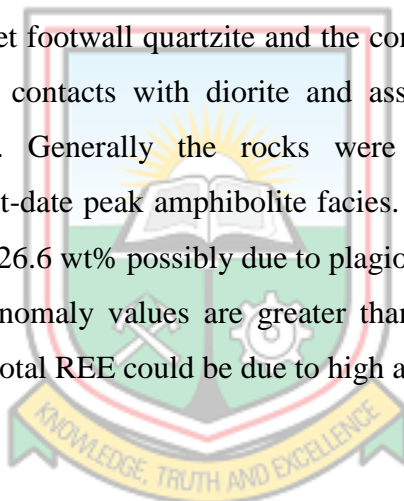 et footwall quartzite and the con
contacts with diorite and ass
. Generally the rocks were
t-date peak amphibolite facies.
26.6 wt% possibly due to plagio
nomaly values are greater than
otal REE could be due to high a
KNOWLEDGE, TRUTH AND EXCELLENCE